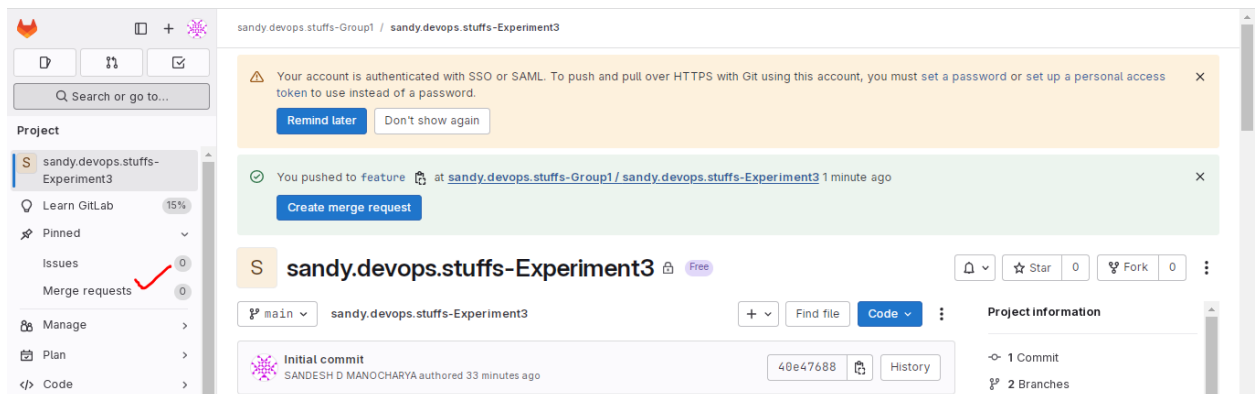 sandy.devops.stuffs-Group1 / sandy.devops.stuffs-Experiment3
Search or go to...
Project
S sandy.devops.stuffs-
Experiment3
Learn GitLab 15%
Pinned
Issues 0
Merge requests 0
Manage
Plan
Code
Your account is authenticated with SSO or SAML. To push and pull over HTTPS with Git using this account, you must set a password or set up a personal access
token to use instead of a password.
Remind later Don't show again
You pushed to feature at sandy.devops.stuffs-Group1 / sandy.devops.stuffs-Experiment3 1 minute ago
Create merge request
S sandy.devops.stuffs-Experiment3 Free
Star 0 Fork 0
main sandy.devops.stuffs-Experiment3 Find file Code
Initial commit
SANDESH D MANOCHARYA authored 33 minutes ago
40e47688 History
Project information
1 Commit
2 Branches